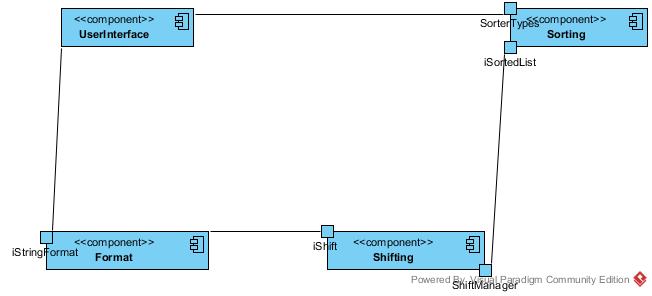 <<component>>
UserInterface
SorterTypes
<<component>>
Sorting
iSortedList
iStringFormat
<<component>>
Format
iShift
<<component>>
Shifting
Powered By Visual Paradigm Community Edition
ShiftManager